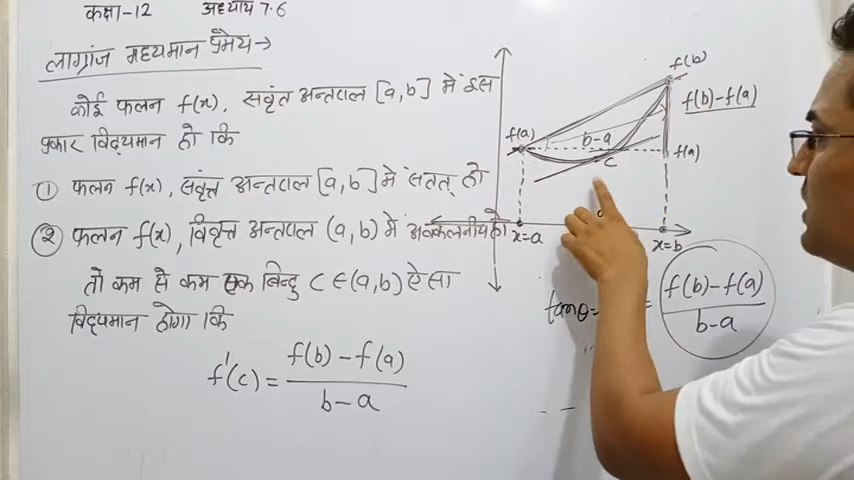 कक्षा-12 अध्याय 7.6
लाग्रांज मध्यमान प्रमेय→
कोई फलन f(x), संवृत अन्तराल [a,b] में इस
प्रकार विद्यमान हो कि
① फलन f(x), संवृत्त अन्तराल [a,b] में सतत् हो
② फलन f(x), विवृत्त अन्तराल (a,b) में अवकलनीय हो
तो कम से कम एक बिन्दु C ∈ (a,b) ऐसा
विद्यमान होगा कि
f'(c) = f(b)-f(a) / b-a
f(b)
f(b)-f(a)
f(a)
b-a
c
f(a)
x=a
x=b
tanθ= = f(b)-f(a) / b-a